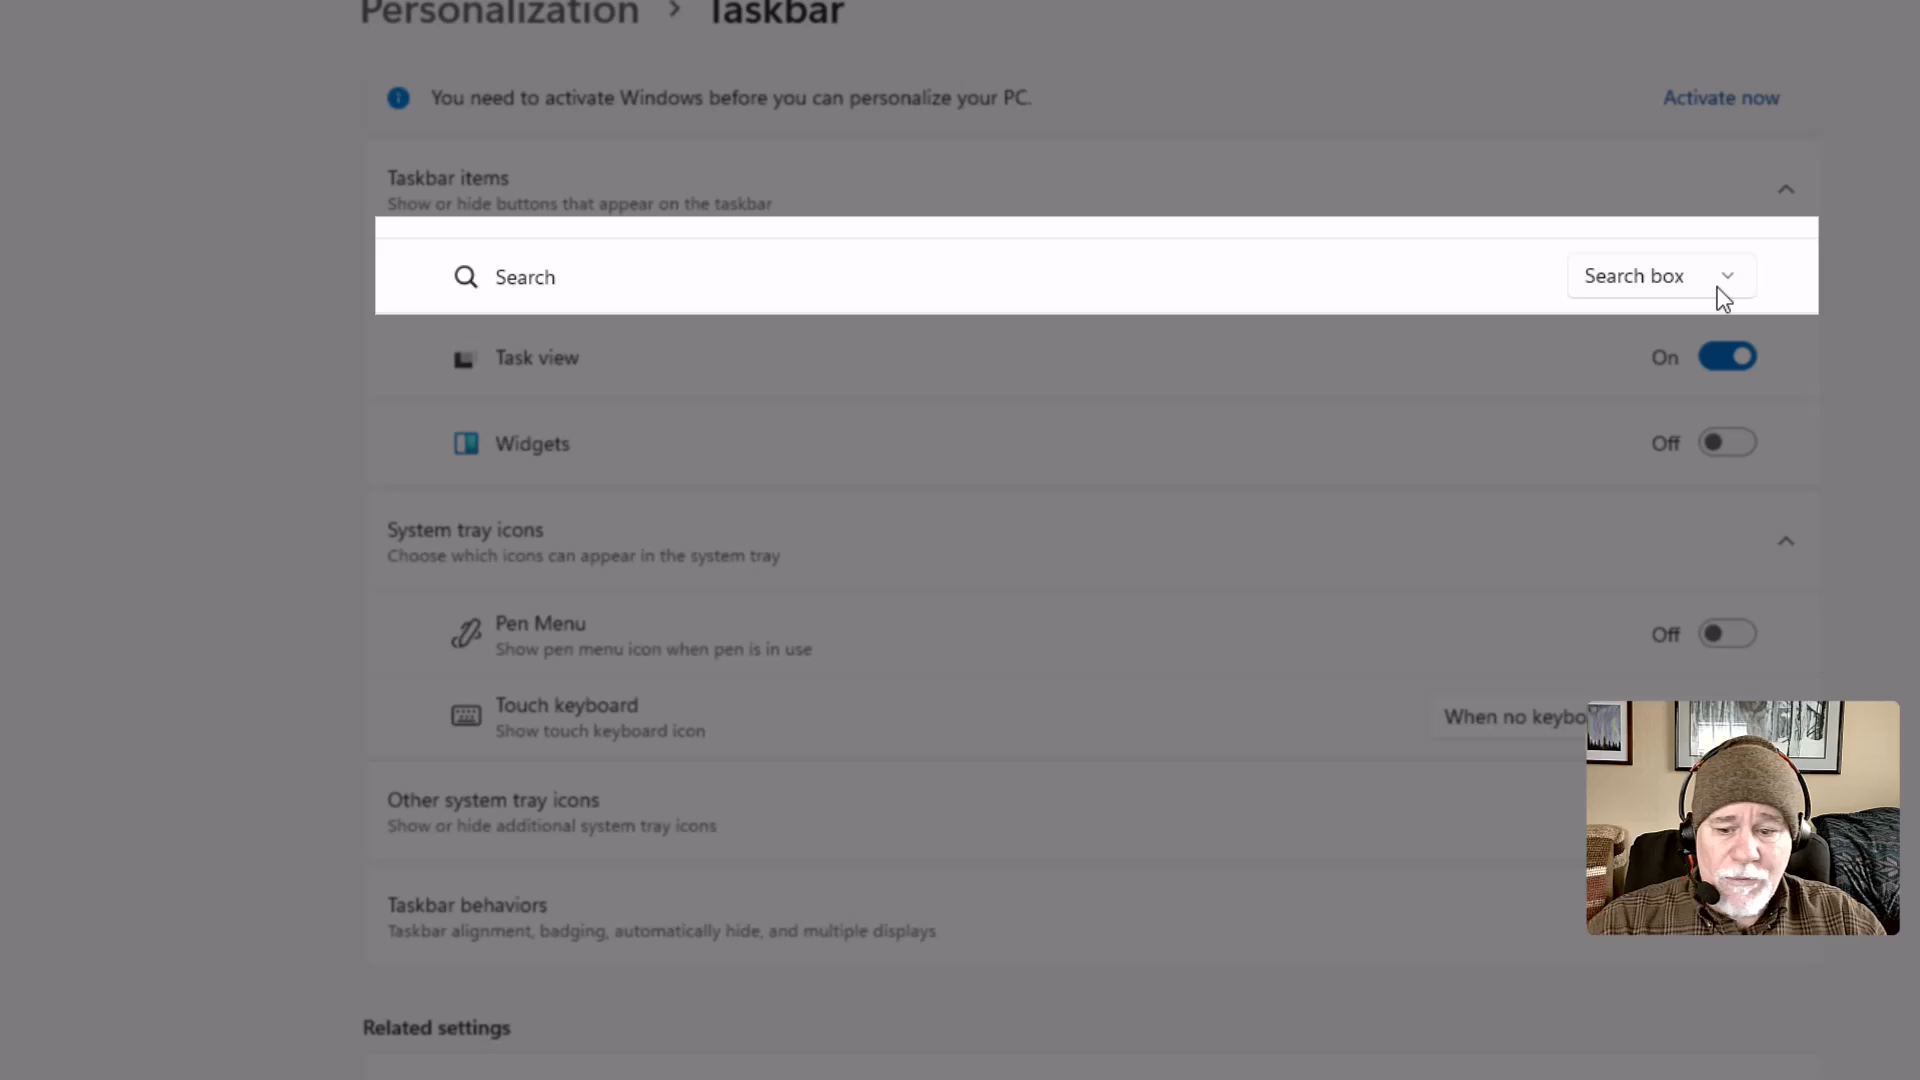 Personalization > Taskbar
You need to activate Windows before you can personalize your PC.
Activate now
Taskbar items
Show or hide buttons that appear on the taskbar
Search
Search box
Task view
On
Widgets
Off
System tray icons
Choose which icons can appear in the system tray
Pen Menu
Show pen menu icon when pen is in use
Off
Touch keyboard
Show touch keyboard icon
When no keybo
Other system tray icons
Show or hide additional system tray icons
Taskbar behaviors
Taskbar alignment, badging, automatically hide, and multiple displays
Related settings